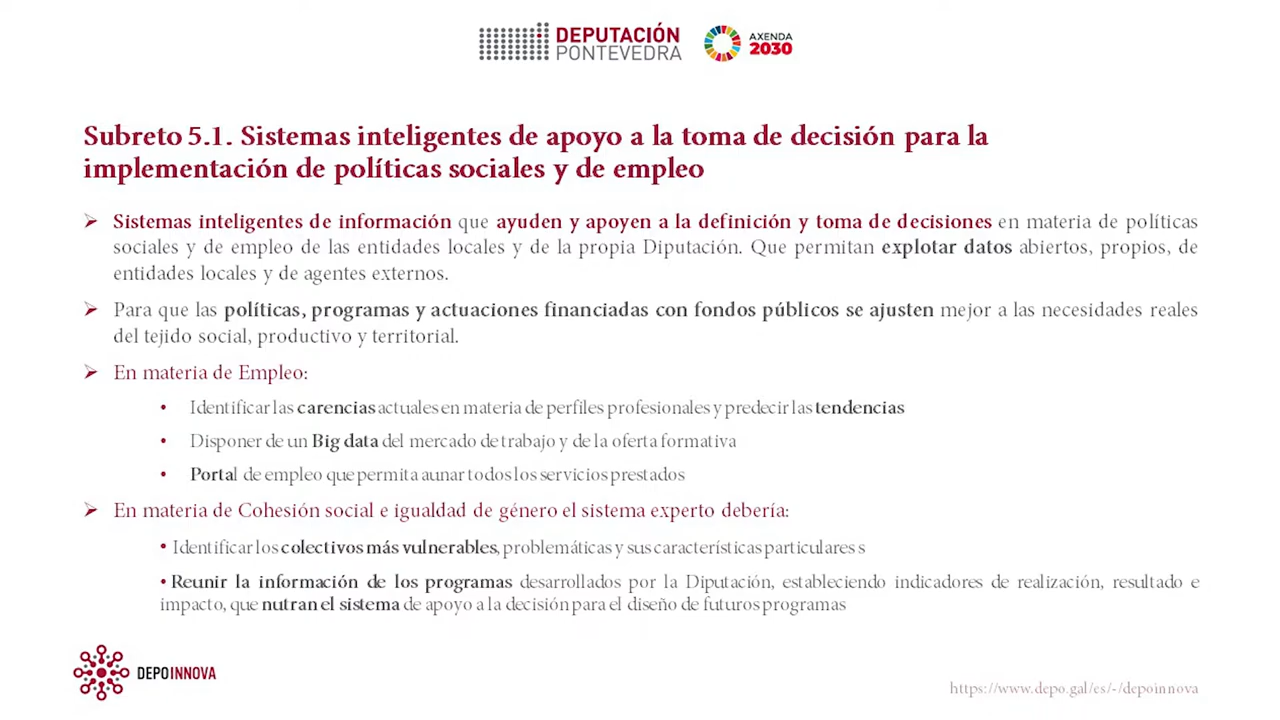 DEPUTACIÓN
PONTEVEDRA
AXENDA
2030
Subreto 5.1. Sistemas inteligentes de apoyo a la toma de decisión para la
implementación de políticas sociales y de empleo
➢ Sistemas inteligentes de información que ayuden y apoyen a la definición y toma de decisiones en materia de políticas
sociales y de empleo de las entidades locales y de la propia Diputación. Que permitan explotar datos abiertos, propios, de
entidades locales y de agentes externos.
➢ Para que las políticas, programas y actuaciones financiadas con fondos públicos se ajusten mejor a las necesidades reales
del tejido social, productivo y territorial.
➢ En materia de Empleo:
• Identificar las carencias actuales en materia de perfiles profesionales y predecir las tendencias
• Disponer de un Big data del mercado de trabajo y de la oferta formativa
• Portal de empleo que permita aunar todos los servicios prestados
➢ En materia de Cohesión social e igualdad de género el sistema experto debería:
• Identificar los colectivos más vulnerables, problemáticas y sus características particulares s
• Reunir la información de los programas desarrollados por la Diputación, estableciendo indicadores de realización, resultado e
impacto, que nutran el sistema de apoyo a la decisión para el diseño de futuros programas
DEPOINNOVA
https://www.depo.gal/es/-/depoinnova